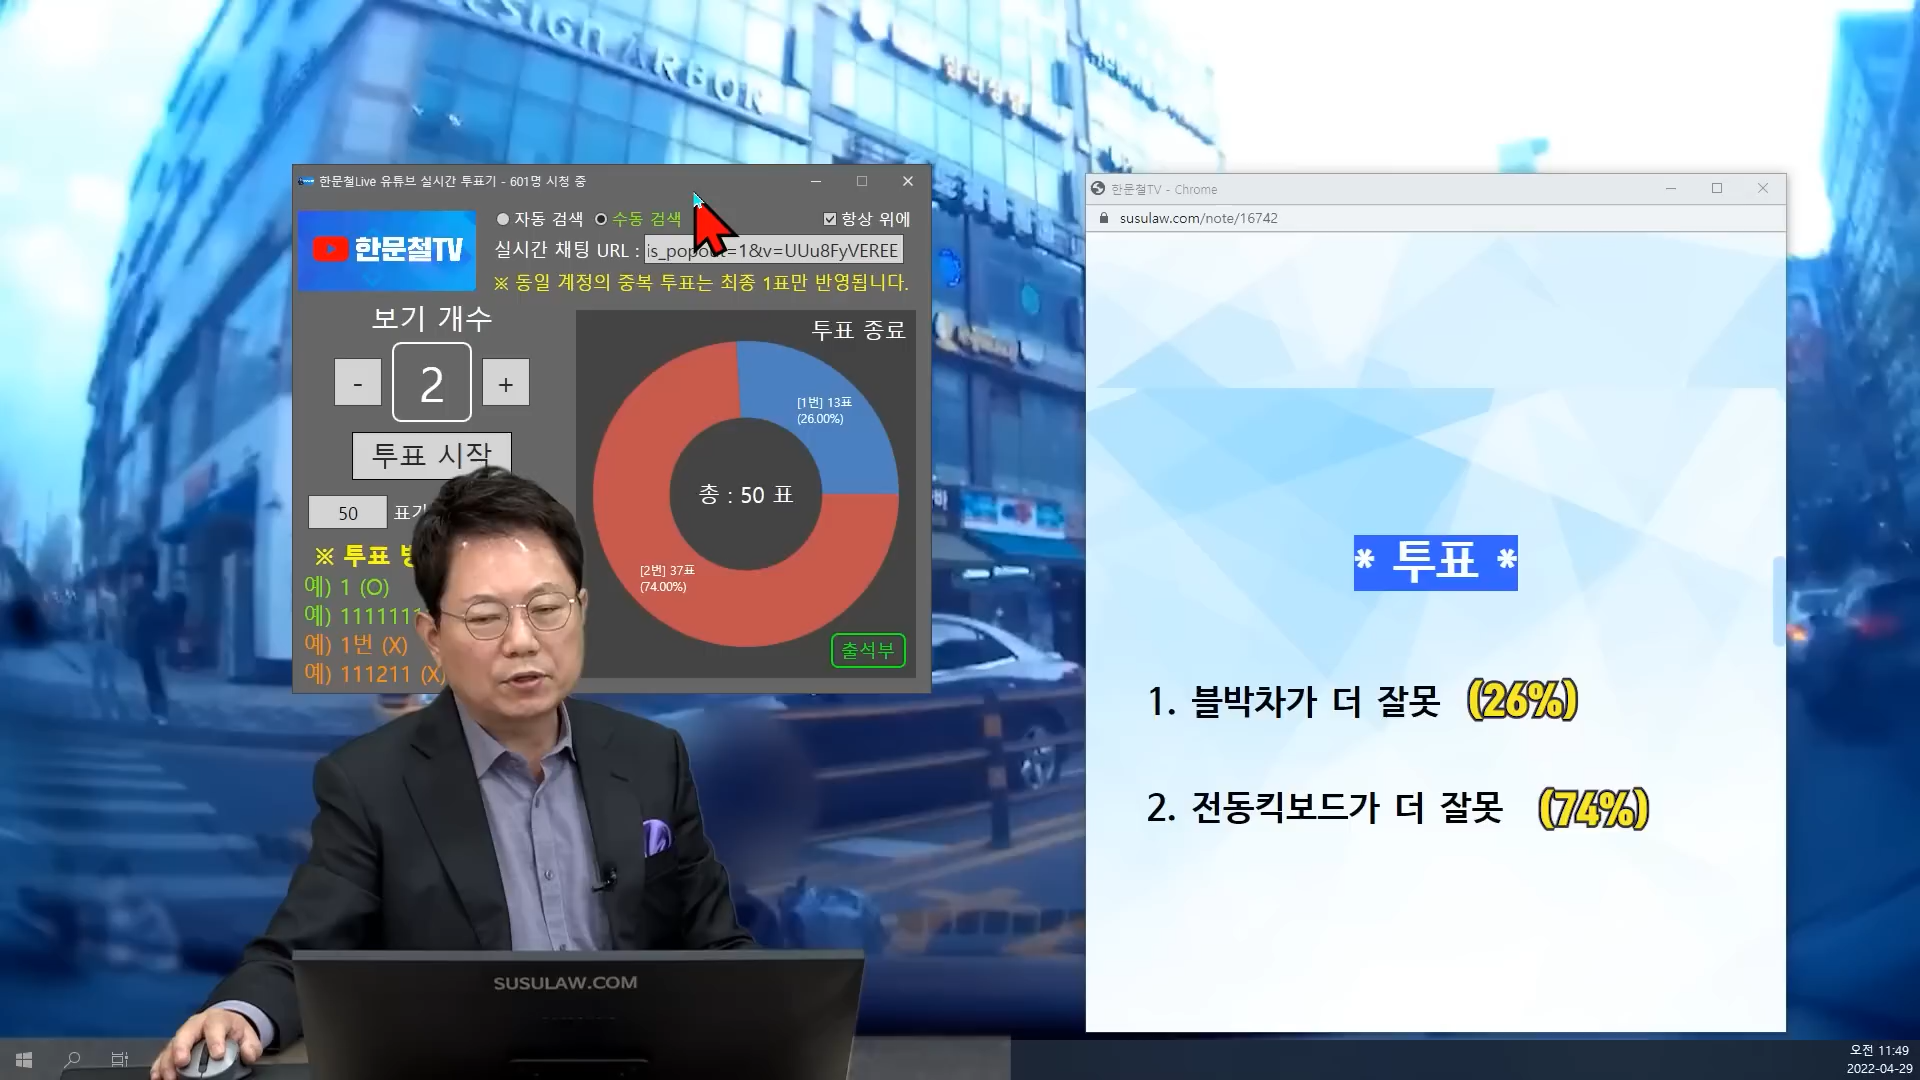 DESIGN ARBOR
한문철Live 유튜브 실시간 투표기 - 601명 시청 중
한문철TV
자동 검색 수동 검색 항상 위에
실시간 채팅 URL :
=1&v=UUu8FyVEREE
※ 동일 계정의 중복 투표는 최종 1표만 반영됩니다.
보기 개수
- 2 +
투표 시작
50
※ 투표
예) 1 (O)
예) 1111111
예) 1번 (X)
예) 111211 (X)
투표 종료
[1번] 13표
(26.00%)
총 : 50 표
[2번] 37표
(74.00%)
출석부
한문철TV - Chrome
susulaw.com/note/16742
* 투표 *
1. 블박차가 더 잘못 (26%)
2. 전동킥보드가 더 잘못 (74%)
SUSULAW.COM
오전 11:49
2022-04-29